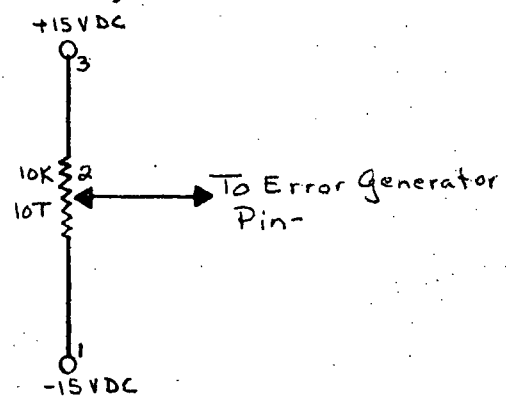 +15VDC
3
10K 2
10T
To Error Generator
Pin-
1
-15VDC